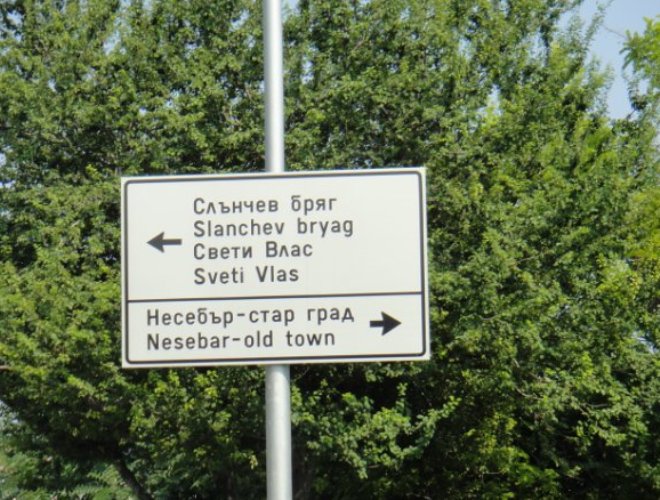 Слънчев бряг
Slanchev bryag
Свети Влас
Sveti Vlas
Несебър-стар град
Nesebar-old town